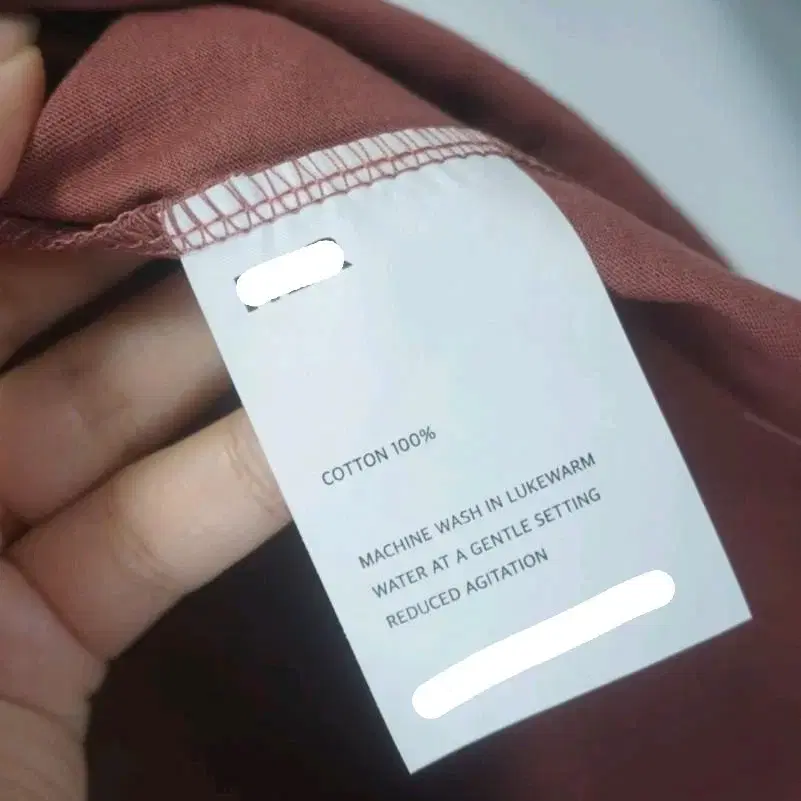 COTTON 100%
MACHINE WASH IN LUKEWARM
WATER AT A GENTLE SETTING
REDUCED AGITATION